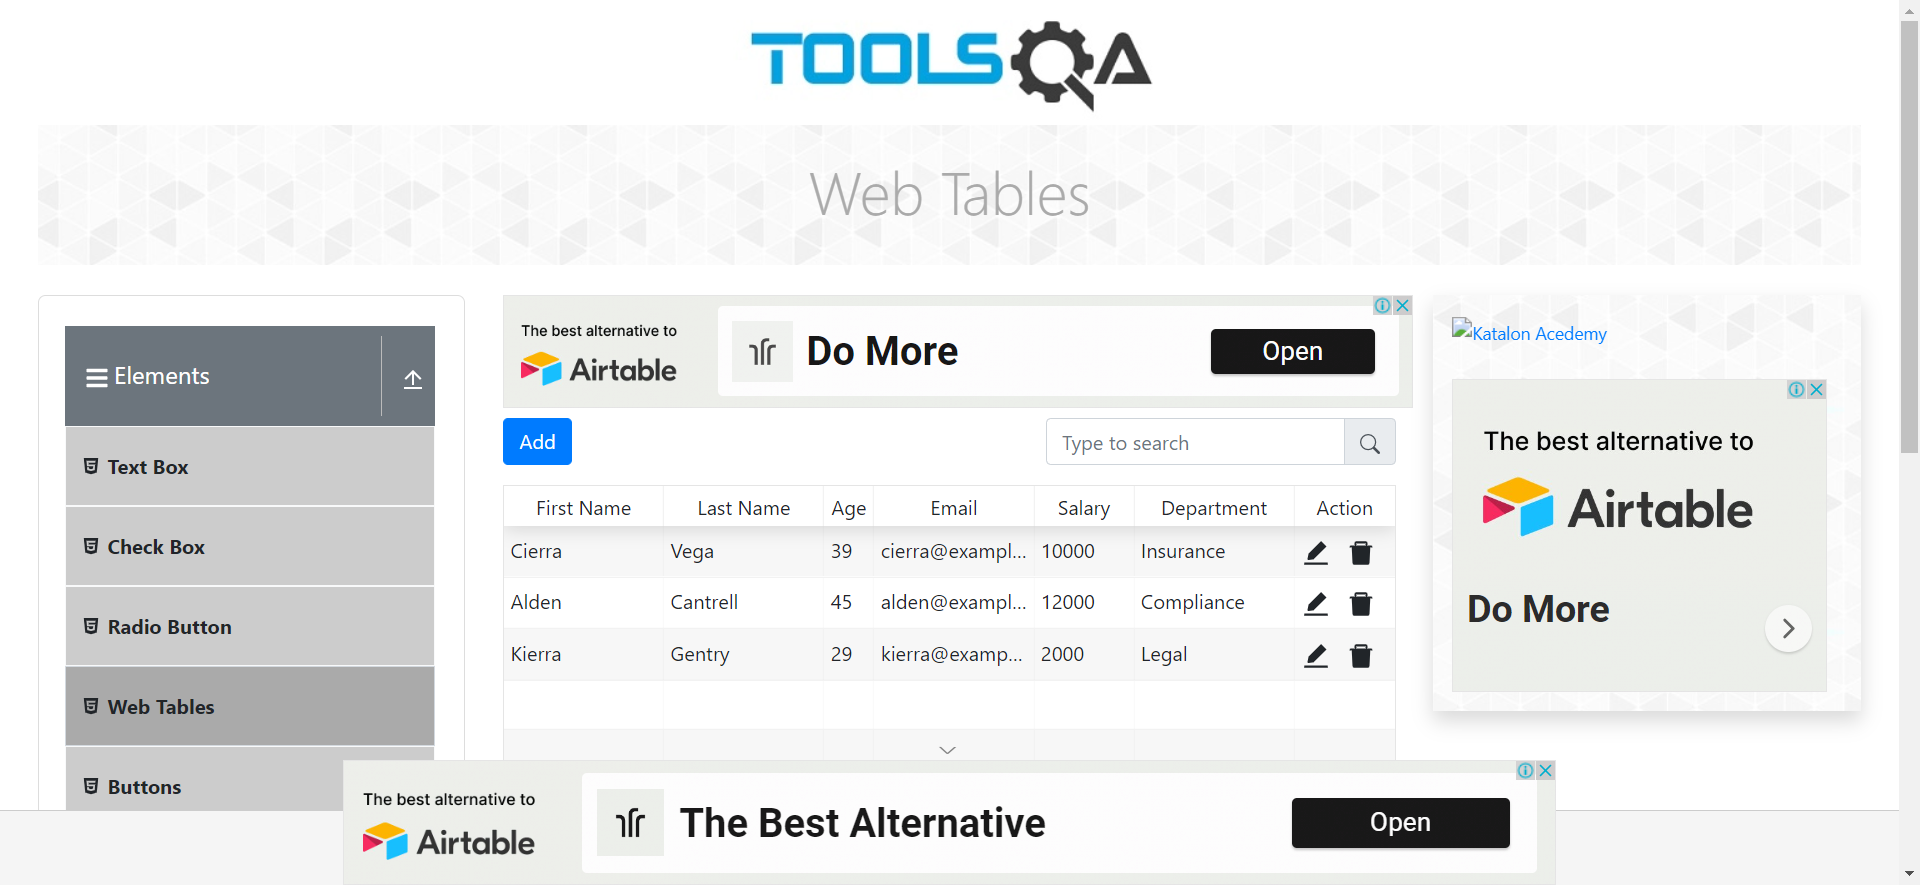 TOOLSQA
Web Tables
Elements
Text Box
Check Box
Radio Button
Web Tables
Buttons
The best alternative to
Airtable
Do More
Open
Add
Type to search
First Name Last Name Age Email Salary Department Action
Cierra Vega 39 cierra@exampl... 10000 Insurance
Alden Cantrell 45 alden@exampl... 12000 Compliance
Kierra Gentry 29 kierra@examp... 2000 Legal
Katalon Acedemy
The best alternative to
Airtable
Do More
The best alternative to
Airtable
The Best Alternative
Open